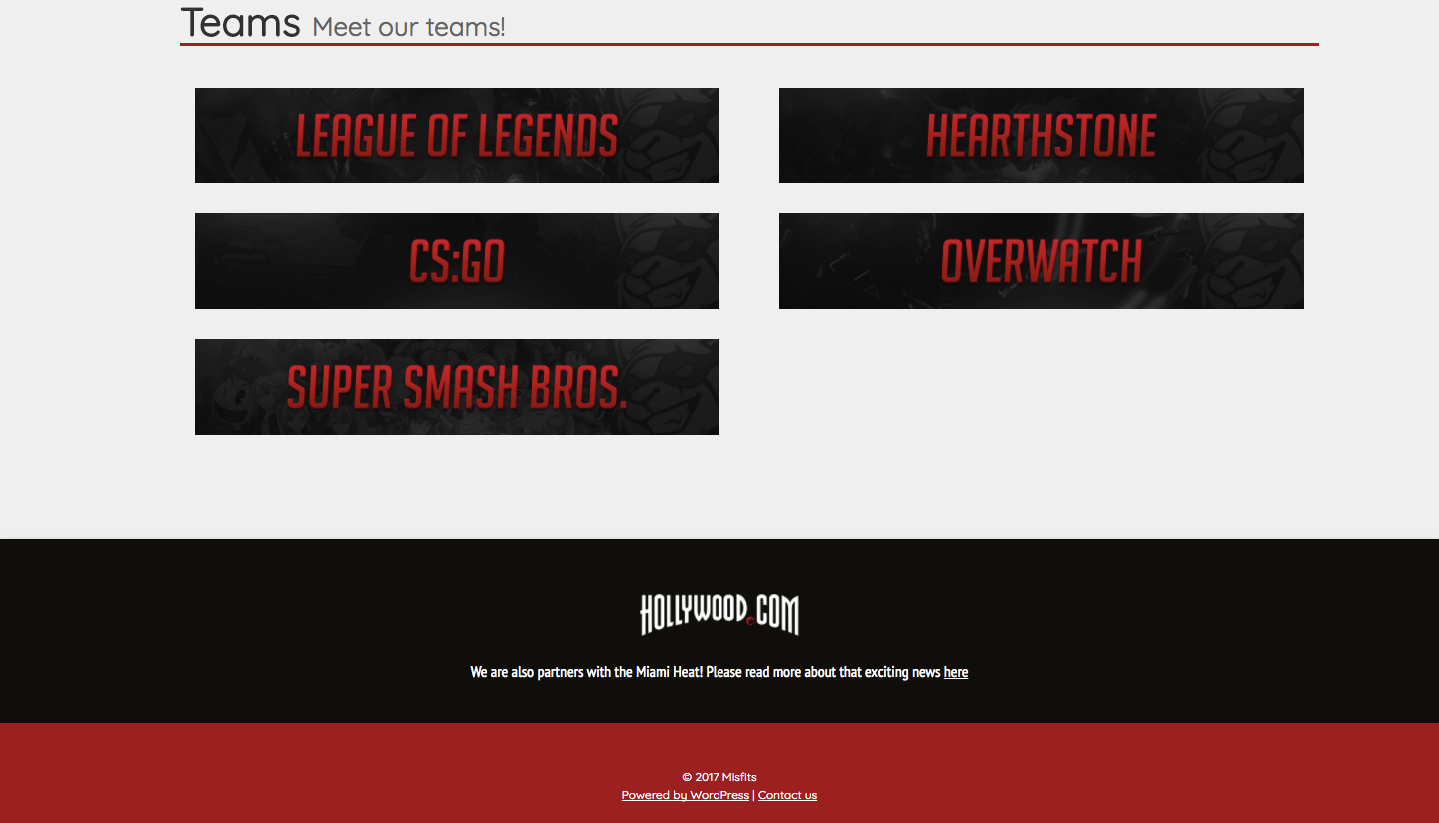 Teams Meet our teams!
LEAGUE OF LEGENDS
HEARTHSTONE
CS:GO
OVERWATCH
SUPER SMASH BROS.
HOLLYWOOD.COM
We are also partners with the Miami Heat! Please read more about that exciting news here
© 2017 Misfits
Powered by WordPress | Contact us